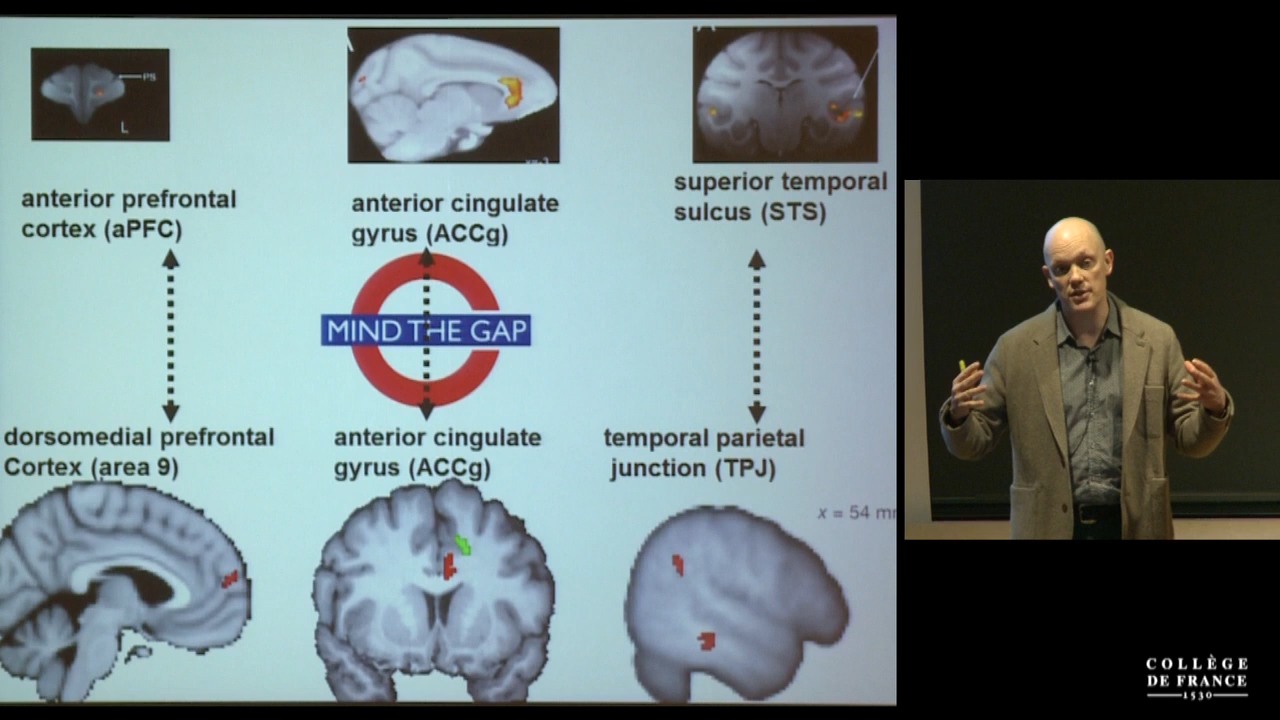 PS
L
anterior prefrontal
cortex (aPFC)
anterior cingulate
gyrus (ACCg)
superior temporal
sulcus (STS)
MIND THE GAP
dorsomedial prefrontal
Cortex (area 9)
anterior cingulate
gyrus (ACCg)
temporal parietal
junction (TPJ)
x = 54 mm
COLLÈGE
DE FRANCE
1530